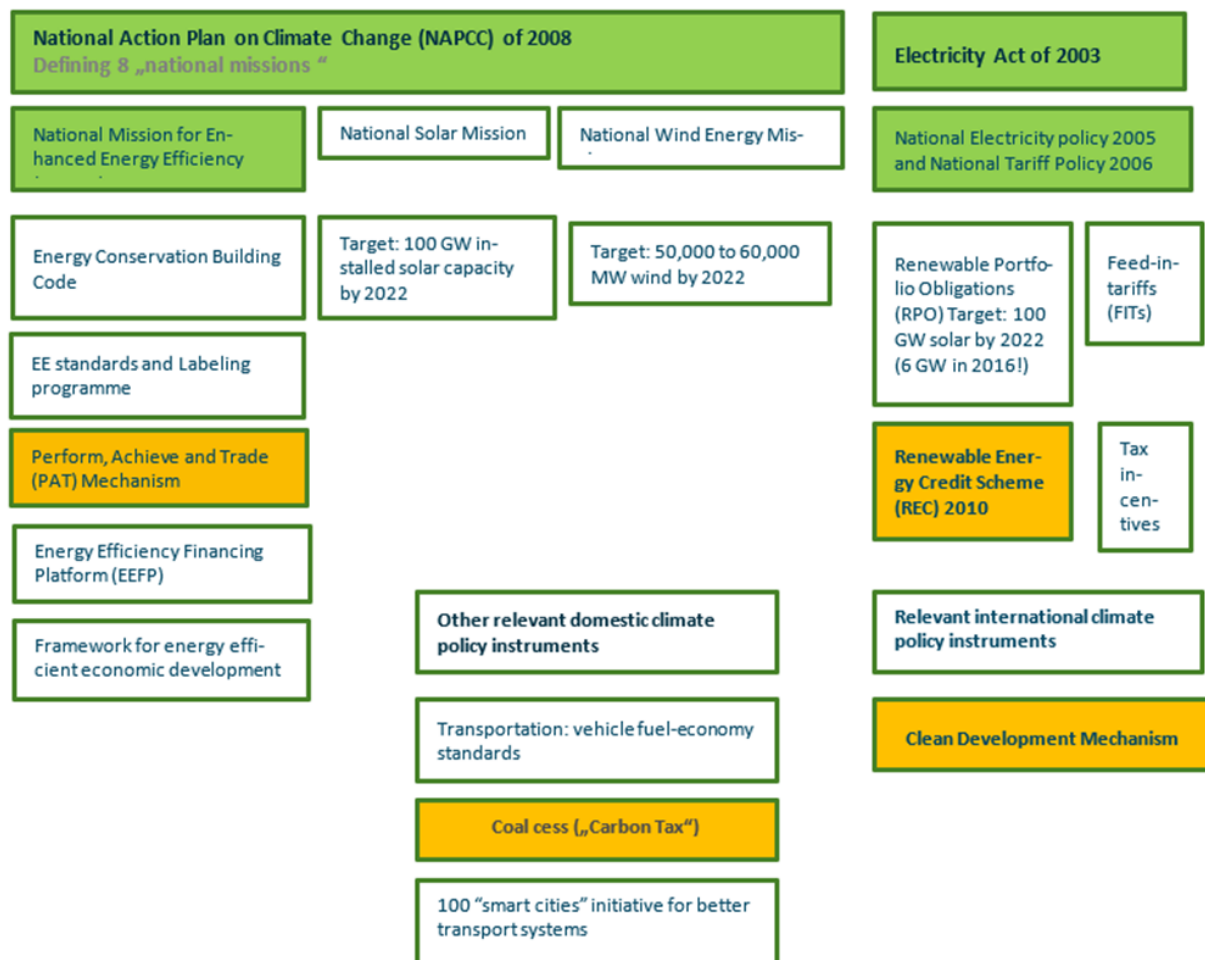 National Action Plan on Climate Change (NAPCC) of 2008
Defining 8 „national missions “
Electricity Act of 2003
National Mission for En-
hanced Energy Efficiency
National Solar Mission
National Wind Energy Mis-
National Electricity policy 2005
and National Tariff Policy 2006
Energy Conservation Building
Code
Target: 100 GW in-
stalled solar capacity
by 2022
Target: 50,000 to 60,000
MW wind by 2022
Renewable Portfo-
lio Obligations
(RPO) Target: 100
GW solar by 2022
(6 GW in 2016!)
Feed-in-
tariffs
(FITs)
EE standards and Labeling
programme
Perform, Achieve and Trade
(PAT) Mechanism
Renewable Ener-
gy Credit Scheme
(REC) 2010
Tax
in-
cen-
tives
Energy Efficiency Financing
Platform (EEFP)
Framework for energy effi-
cient economic development
Other relevant domestic climate
policy instruments
Relevant international climate
policy instruments
Transportation: vehicle fuel-economy
standards
Clean Development Mechanism
Coal cess („Carbon Tax“)
100 “smart cities” initiative for better
transport systems